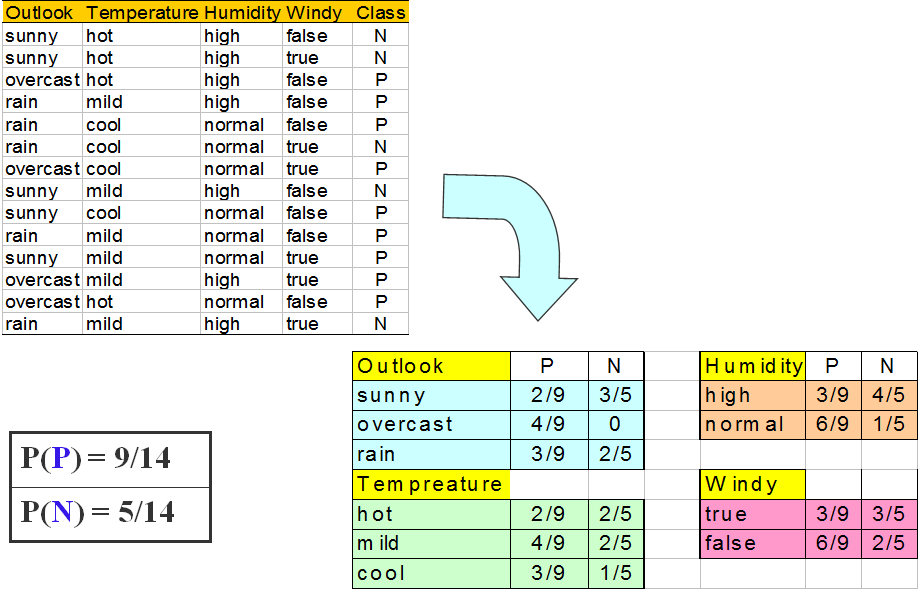 Outlook Temperature Humidity Windy Class
sunny hot high false N
sunny hot high true N
overcast hot high false P
rain mild high false P
rain cool normal false P
rain cool normal true N
overcast cool normal true P
sunny mild high false N
sunny cool normal false P
rain mild normal false P
sunny mild normal true P
overcast mild high true P
overcast hot normal false P
rain mild high true N
P(P) = 9/14
P(N) = 5/14
Outlook P N
sunny 2/9 3/5
overcast 4/9 0
rain 3/9 2/5
Tempreature
hot 2/9 2/5
mild 4/9 2/5
cool 3/9 1/5
Humidity P N
high 3/9 4/5
normal 6/9 1/5
Windy
true 3/9 3/5
false 6/9 2/5